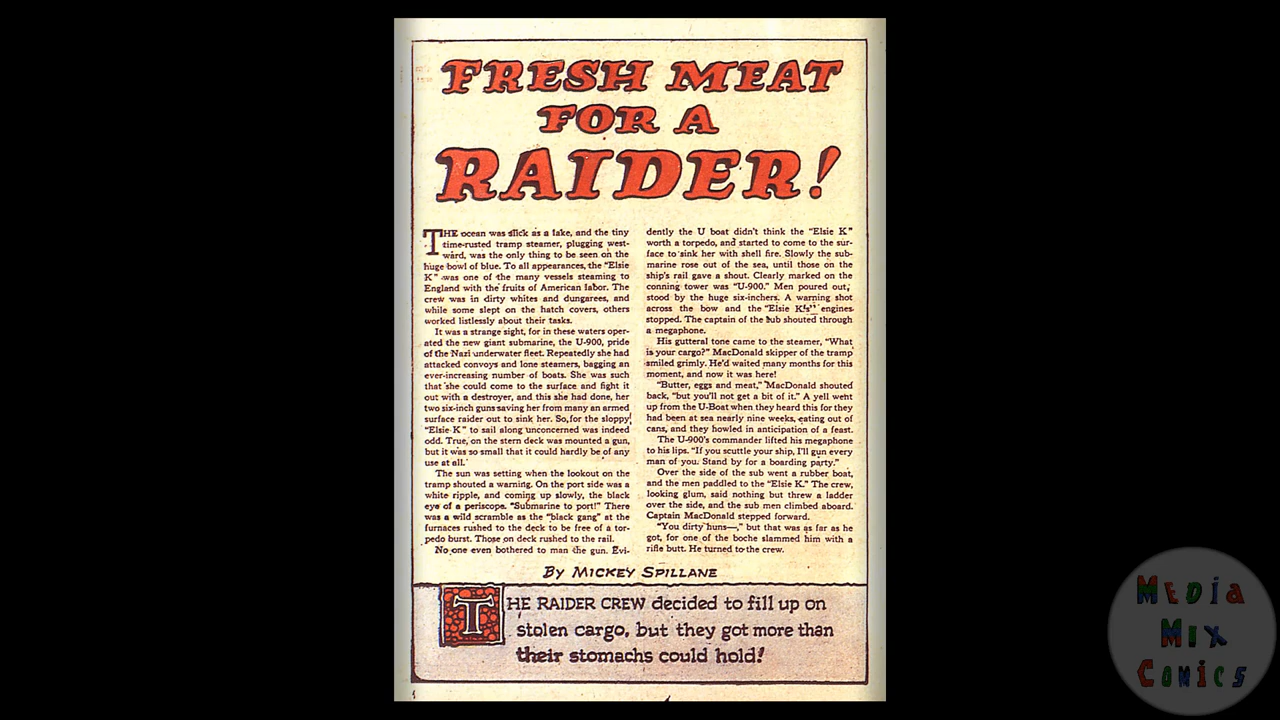 FRESH MEAT
FOR A
RAIDER!
THE ocean was slick as a lake, and the tiny
time-rusted tramp steamer, plugging west-
ward, was the only thing to be seen on the
huge bowl of blue. To all appearances, the "Elsie
K" was one of the many vessels steaming to
England with the fruits of American labor. The
crew was in dirty whites and dungarees, and
while some slept on the hatch covers, others
worked listlessly about their tasks.
It was a strange sight, for in these waters oper-
ated the new giant submarine, the U-900, pride
of the Nazi underwater fleet. Repeatedly she had
attacked convoys and lone steamers, bagging an
ever-increasing number of boats. She was such
that she could come to the surface and fight it
out with a destroyer, and this she had done, her
two six-inch guns saving her from many an armed
surface raider out to sink her. So, for the sloppy
"Elsie K" to sail along unconcerned was indeed
odd. True, on the stern deck was mounted a gun,
but it was so small that it could hardly be of any
use at all.
The sun was setting when the lookout on the
tramp shouted a warning. On the port side was a
white ripple, and coming up slowly, the black
eye of a periscope. "Submarine to port!" There
was a wild scramble as the "black gang" at the
furnaces rushed to the deck to be free of a tor-
pedo burst. Those on deck rushed to the rail.
No one even bothered to man the gun. Evi-
dently the U boat didn't think the "Elsie K"
worth a torpedo, and started to come to the sur-
face to sink her with shell fire. Slowly the sub-
marine rose out of the sea, until those on the
ship's rail gave a shout. Clearly marked on the
conning tower was "U-900." Men poured out,
stood by the huge six-inchers. A warning shot
across the bow and the "Elsie K's" engines
stopped. The captain of the sub shouted through
a megaphone.
His gutteral tone came to the steamer, "What
is your cargo?" MacDonald skipper of the tramp
smiled grimly. He'd waited many months for this
moment, and now it was here!
"Butter, eggs and meat," MacDonald shouted
back, "but you'll not get a bit of it." A yell went
up from the U-Boat when they heard this for they
had been at sea nearly nine weeks, eating out of
cans, and they howled in anticipation of a feast.
The U-900's commander lifted his megaphone
to his lips. "If you scuttle your ship, I'll gun every
man of you. Stand by for a boarding party."
Over the side of the sub went a rubber boat,
and the men paddled to the "Elsie K." The crew,
looking glum, said nothing but threw a ladder
over the side, and the sub men climbed aboard.
Captain MacDonald stepped forward.
"You dirty huns—," but that was as far as he
got, for one of the boche slammed him with a
rifle butt. He turned to the crew.
By MICKEY SPILLANE
THE RAIDER CREW decided to fill up on
stolen cargo, but they got more than
their stomachs could hold!
MEDiA
MiX
COMiCS